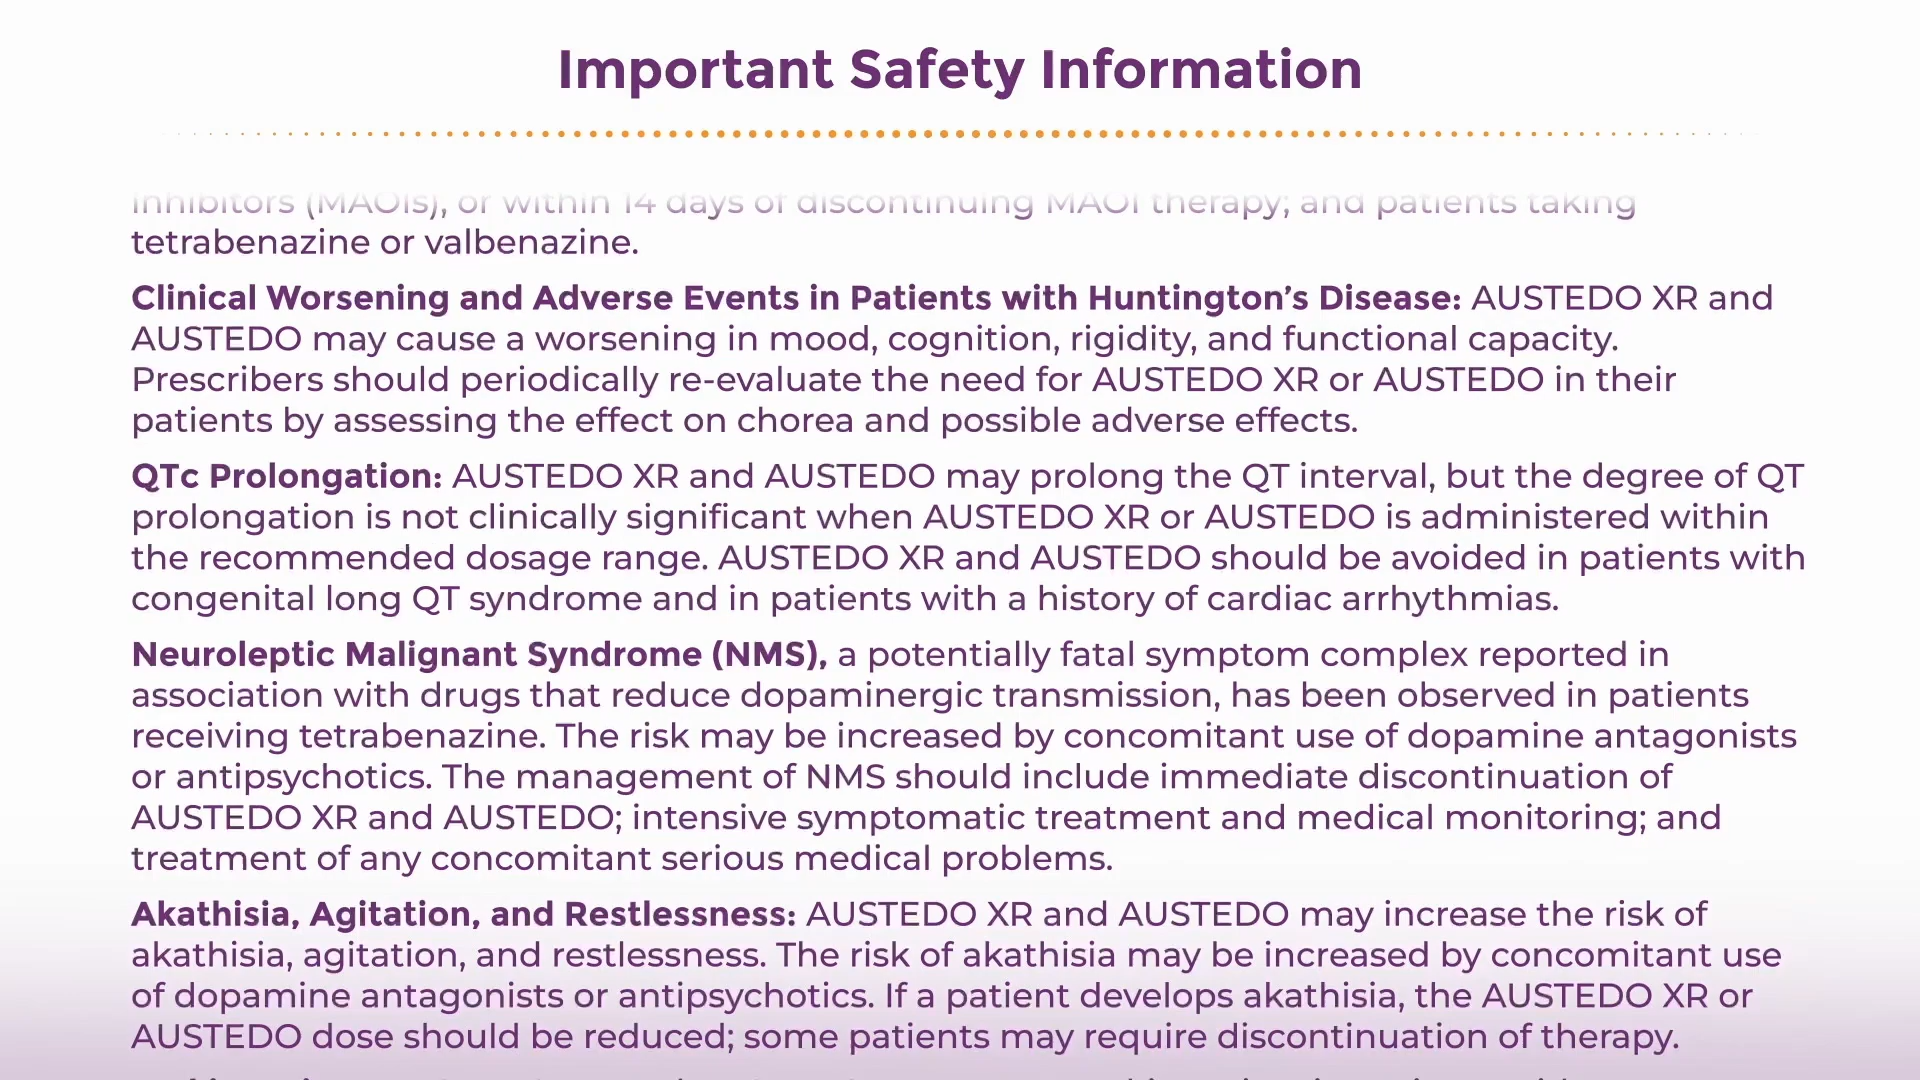 Important Safety Information
inhibitors (MAOIs), or within 14 days of discontinuing MAOI therapy; and patients taking
tetrabenazine or valbenazine.
Clinical Worsening and Adverse Events in Patients with Huntington’s Disease: AUSTEDO XR and
AUSTEDO may cause a worsening in mood, cognition, rigidity, and functional capacity.
Prescribers should periodically re-evaluate the need for AUSTEDO XR or AUSTEDO in their
patients by assessing the effect on chorea and possible adverse effects.
QTc Prolongation: AUSTEDO XR and AUSTEDO may prolong the QT interval, but the degree of QT
prolongation is not clinically significant when AUSTEDO XR or AUSTEDO is administered within
the recommended dosage range. AUSTEDO XR and AUSTEDO should be avoided in patients with
congenital long QT syndrome and in patients with a history of cardiac arrhythmias.
Neuroleptic Malignant Syndrome (NMS), a potentially fatal symptom complex reported in
association with drugs that reduce dopaminergic transmission, has been observed in patients
receiving tetrabenazine. The risk may be increased by concomitant use of dopamine antagonists
or antipsychotics. The management of NMS should include immediate discontinuation of
AUSTEDO XR and AUSTEDO; intensive symptomatic treatment and medical monitoring; and
treatment of any concomitant serious medical problems.
Akathisia, Agitation, and Restlessness: AUSTEDO XR and AUSTEDO may increase the risk of
akathisia, agitation, and restlessness. The risk of akathisia may be increased by concomitant use
of dopamine antagonists or antipsychotics. If a patient develops akathisia, the AUSTEDO XR or
AUSTEDO dose should be reduced; some patients may require discontinuation of therapy.